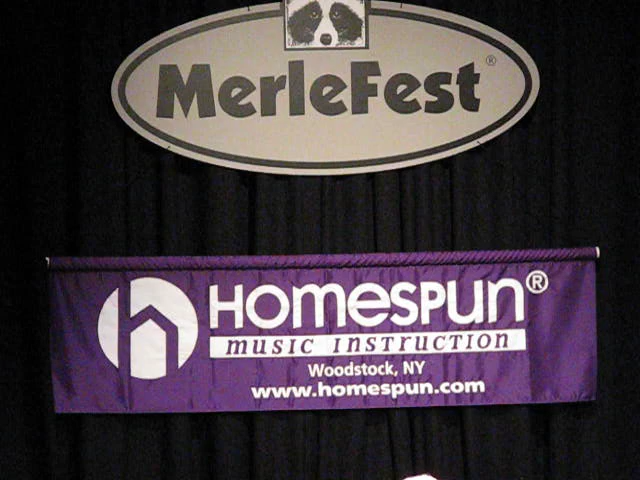 MerleFest®
HOMESPUN®
MUSIC INSTRUCTION
Woodstock, NY
www.homespun.com